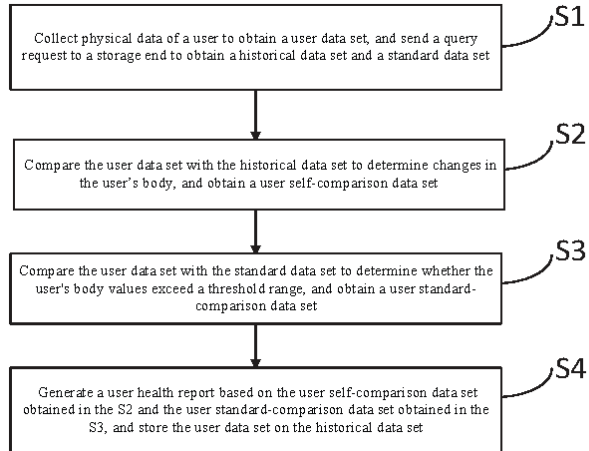 S1
Collect physical data of a user to obtain a user data set, and send a query
request to a storage end to obtain a historical data set and a standard data set
S2
Compare the user data set with the historical data set to determine changes in
the user's body, and obtain a user self-comparison data set
S3
Compare the user data set with the standard data set to determine whether the
user's body values exceed a threshold range, and obtain a user standard-
comparison data set
S4
Generate a user health report based on the user self-comparison data set
obtained in the S2 and the user standard-comparison data set obtained in the
S3, and store the user data set on the historical data set